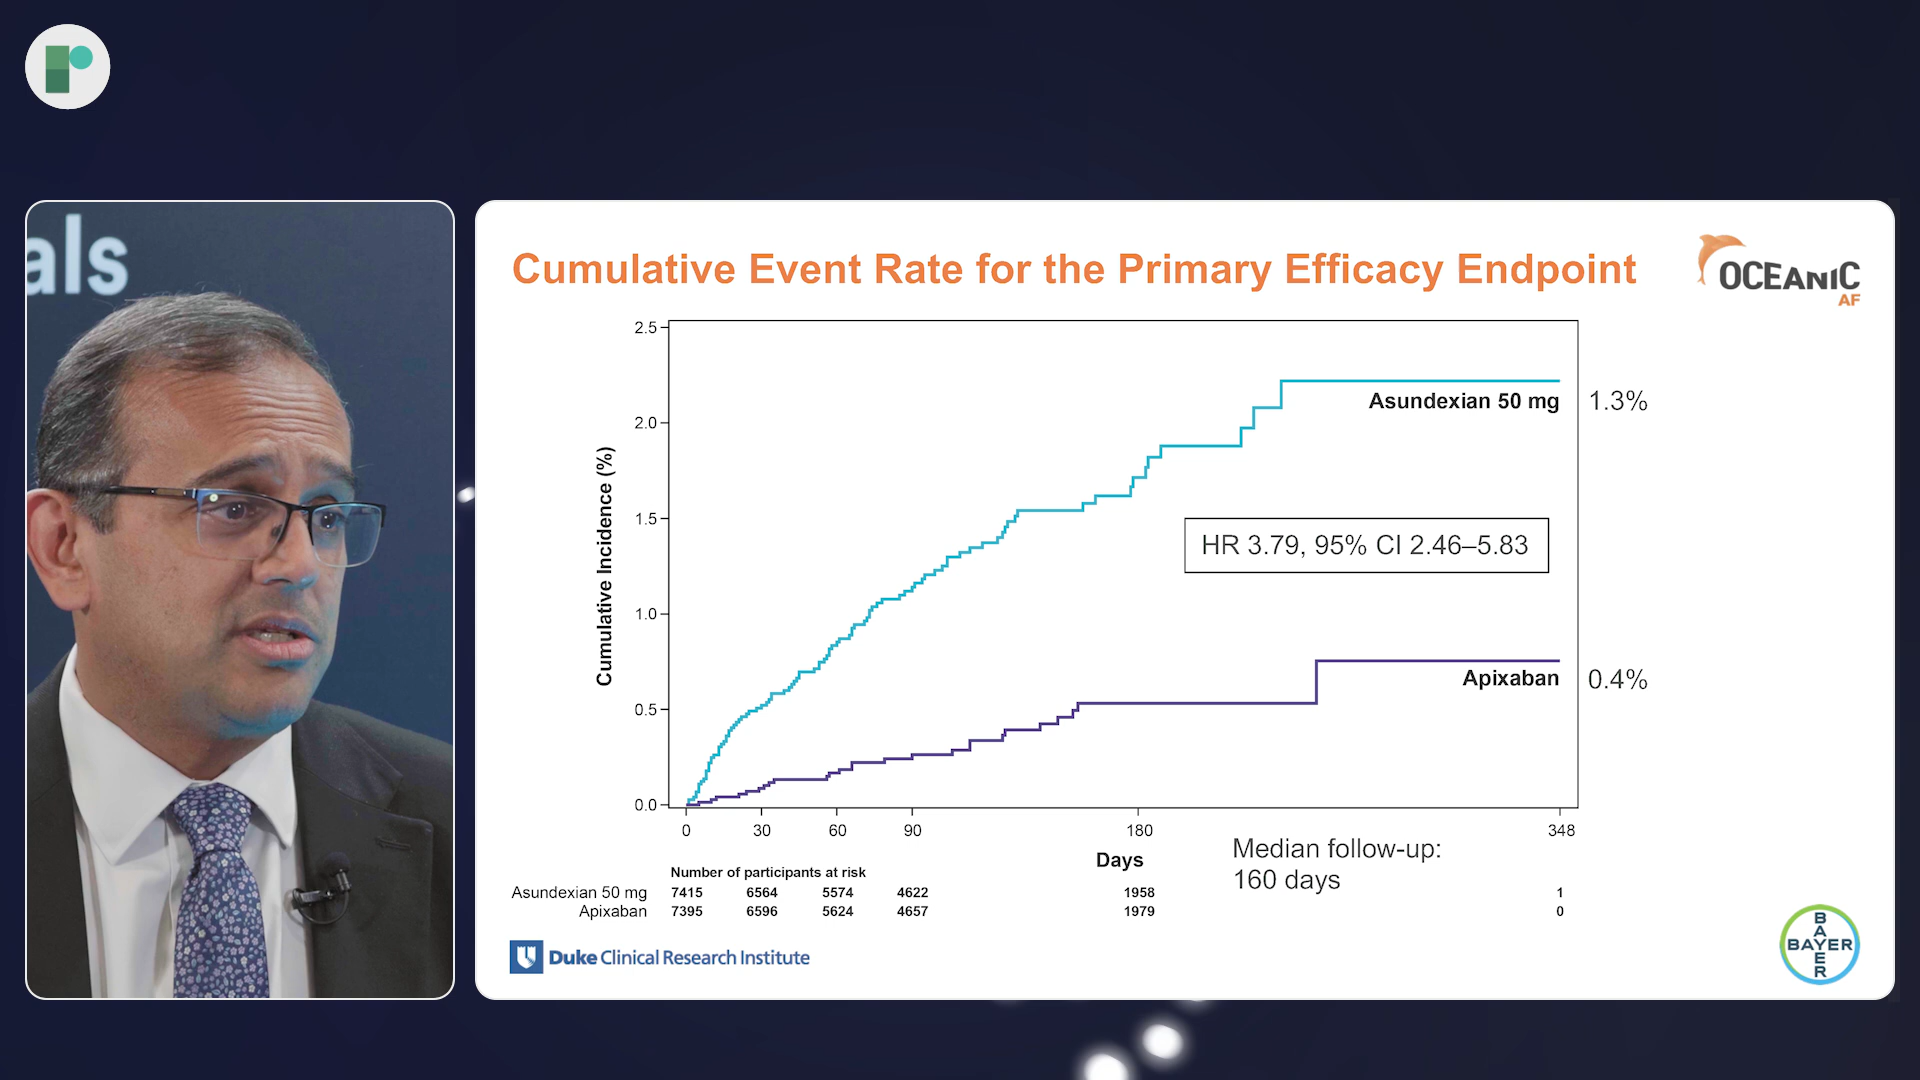 als
Cumulative Event Rate for the Primary Efficacy Endpoint
OCEANIC
AF
Cumulative Incidence (%)
2.5
2.0
1.5
1.0
0.5
0.0
Asundexian 50 mg
1.3%
HR 3.79, 95% CI 2.46–5.83
Apixaban
0.4%
0 30 60 90 180 348
Days
Median follow-up:
160 days
Number of participants at risk
Asundexian 50 mg 7415 6564 5574 4622 1958 1
Apixaban 7395 6596 5624 4657 1979 0
Duke Clinical Research Institute
BAYER
BAYER